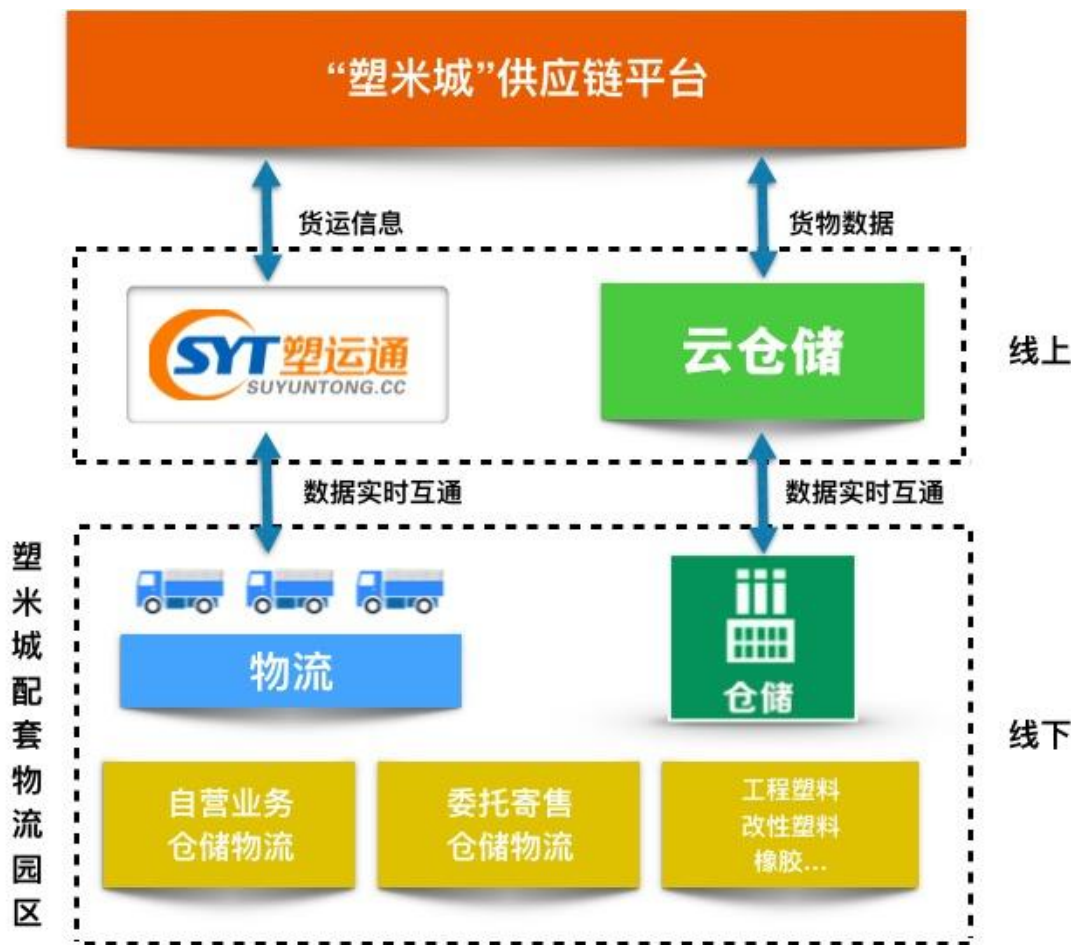 “塑米城”供应链平台
货运信息
货物数据
SYT塑运通
SUYUNTONG.CC
云仓储
线上
数据实时互通
数据实时互通
塑米城配套物流园区
物流
仓储
线下
自营业务
仓储物流
委托寄售
仓储物流
工程塑料
改性塑料
橡胶...